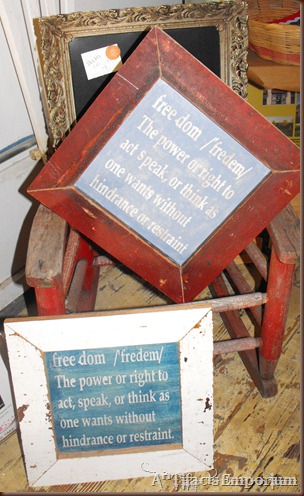 free dom /fredem/
The power or right to
act, speak, or think as
one wants without
hindrance or restraint
free dom /fredem/
The power or right to
act, speak, or think as
one wants without
hindrance or restraint.
Artifacts Emporium